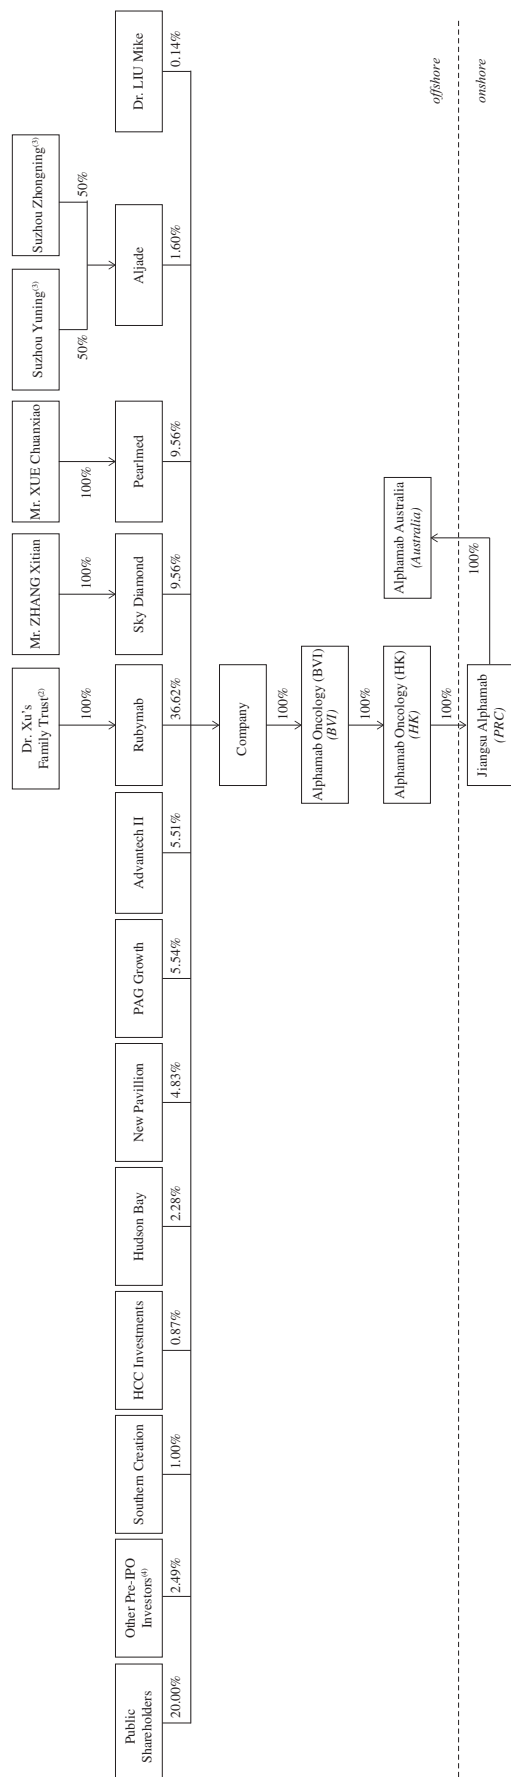 Dr. Xu's
Family Trust(2)
Mr. ZHANG Xitian
Mr. XUE Chuanxiao
Suzhou Yuning(3)
Suzhou Zhongning(3)
100%
100%
100%
50%
50%
Public
Shareholders
Other Pre-IPO
Investors(4)
Southern Creation
HCC Investments
Hudson Bay
New Pavillion
PAG Growth
Advantech II
Rubymab
Sky Diamond
Pearlmed
Aljade
Dr. LIU Mike
20.00%
2.49%
1.00%
0.87%
2.28%
4.83%
5.54%
5.51%
36.62%
9.56%
9.56%
1.60%
0.14%
Company
100%
Alphamab Oncology (BVI)
(BVI)
100%
Alphamab Oncology (HK)
(HK)
Alphamab Australia
(Australia)
100%
100%
offshore
onshore
Jiangsu Alphamab
(PRC)